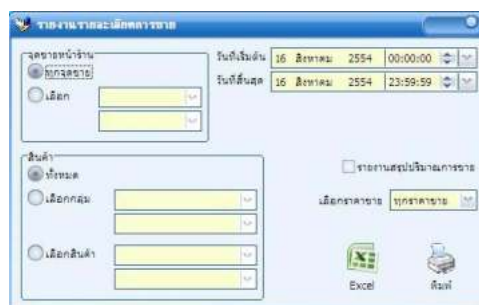 รายงานรายละเอียดการขาย
จุดขายหน้าร้าน
ทุกจุดขาย
เลือก
วันที่เริ่มต้น 16 สิงหาคม 2554 00:00:00
วันที่สิ้นสุด 16 สิงหาคม 2554 23:59:59
สินค้า
ทั้งหมด
เลือกกลุ่ม
เลือกสินค้า
รายงานสรุปปริมาณการขาย
เลือกราคาขาย ทุกราคาขาย
Excel พิมพ์